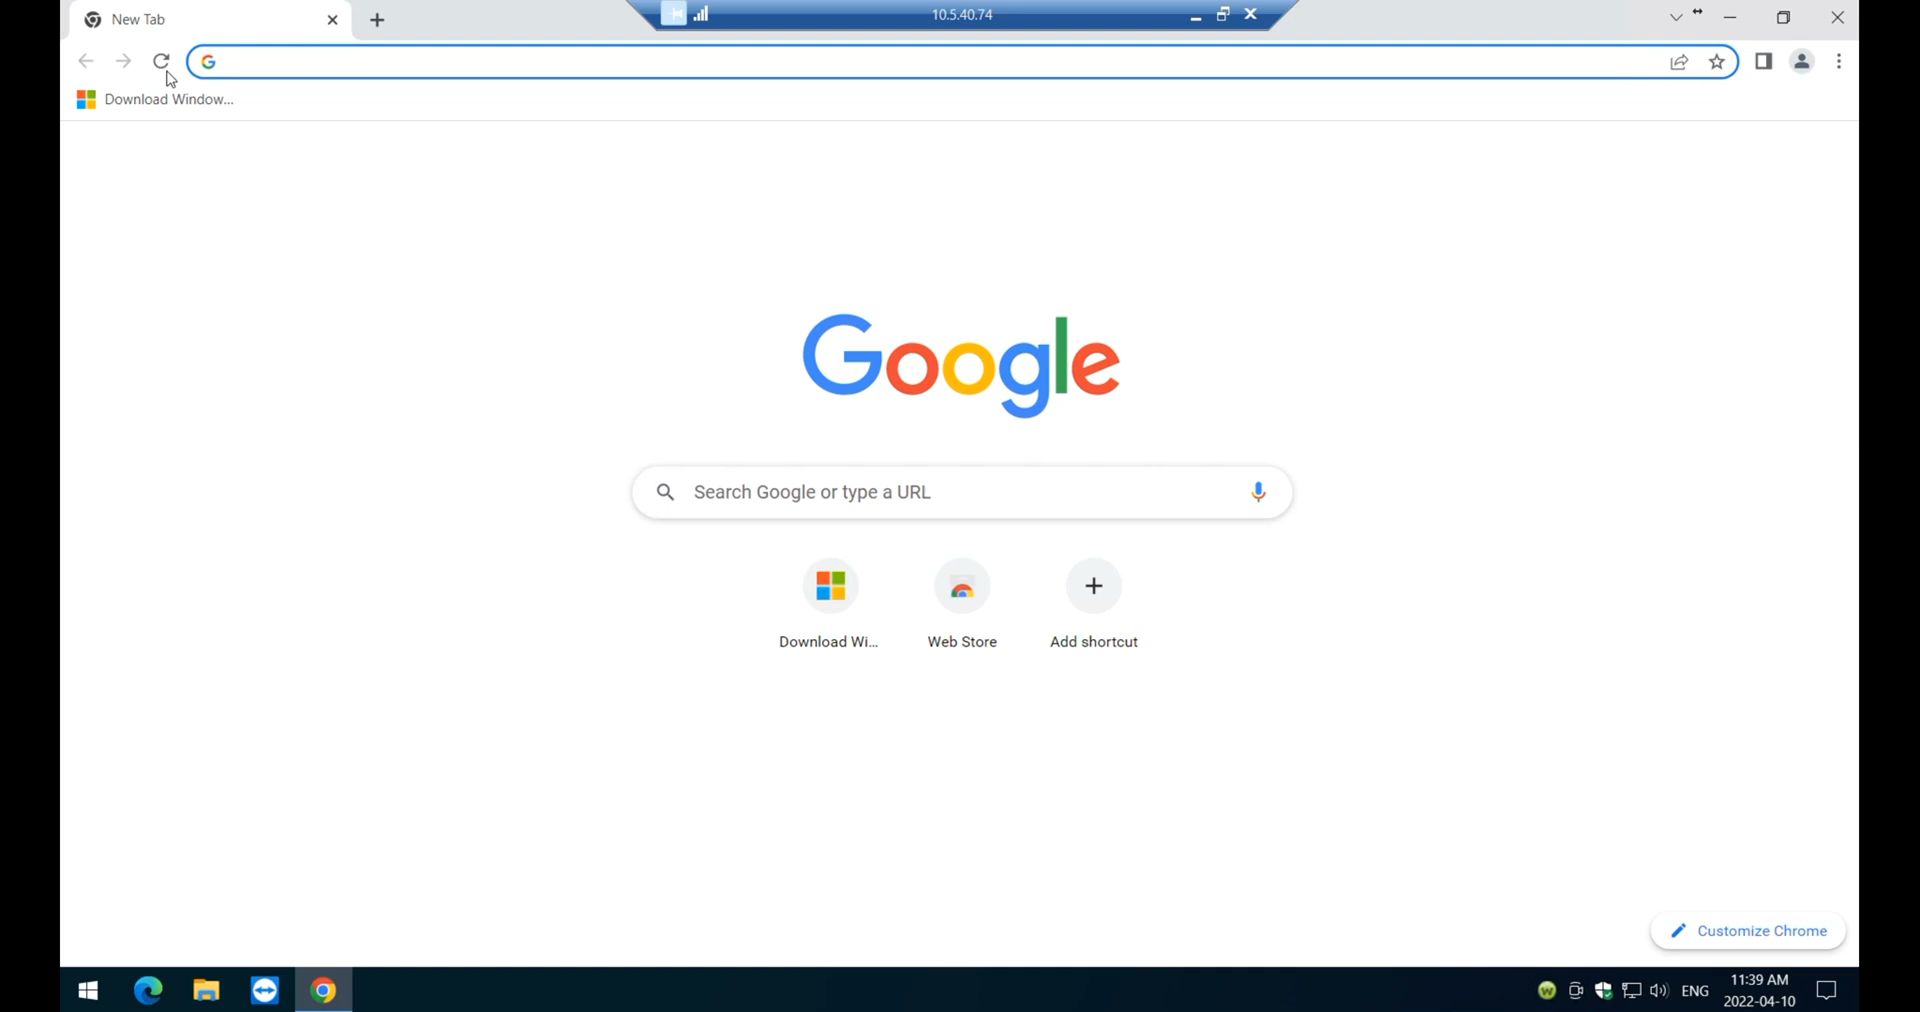 New Tab
10.5.40.74
Download Window...
Google
Search Google or type a URL
Download Wi...
Web Store
Add shortcut
Customize Chrome
ENG
11:39 AM
2022-04-10